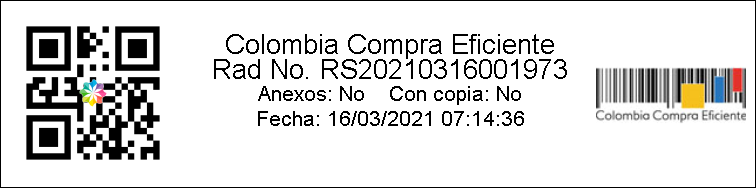 Colombia Compra Eficiente
Rad No. RS20210316001973
Anexos: No Con copia: No
Fecha: 16/03/2021 07:14:36
Colombia Compra Eficiente